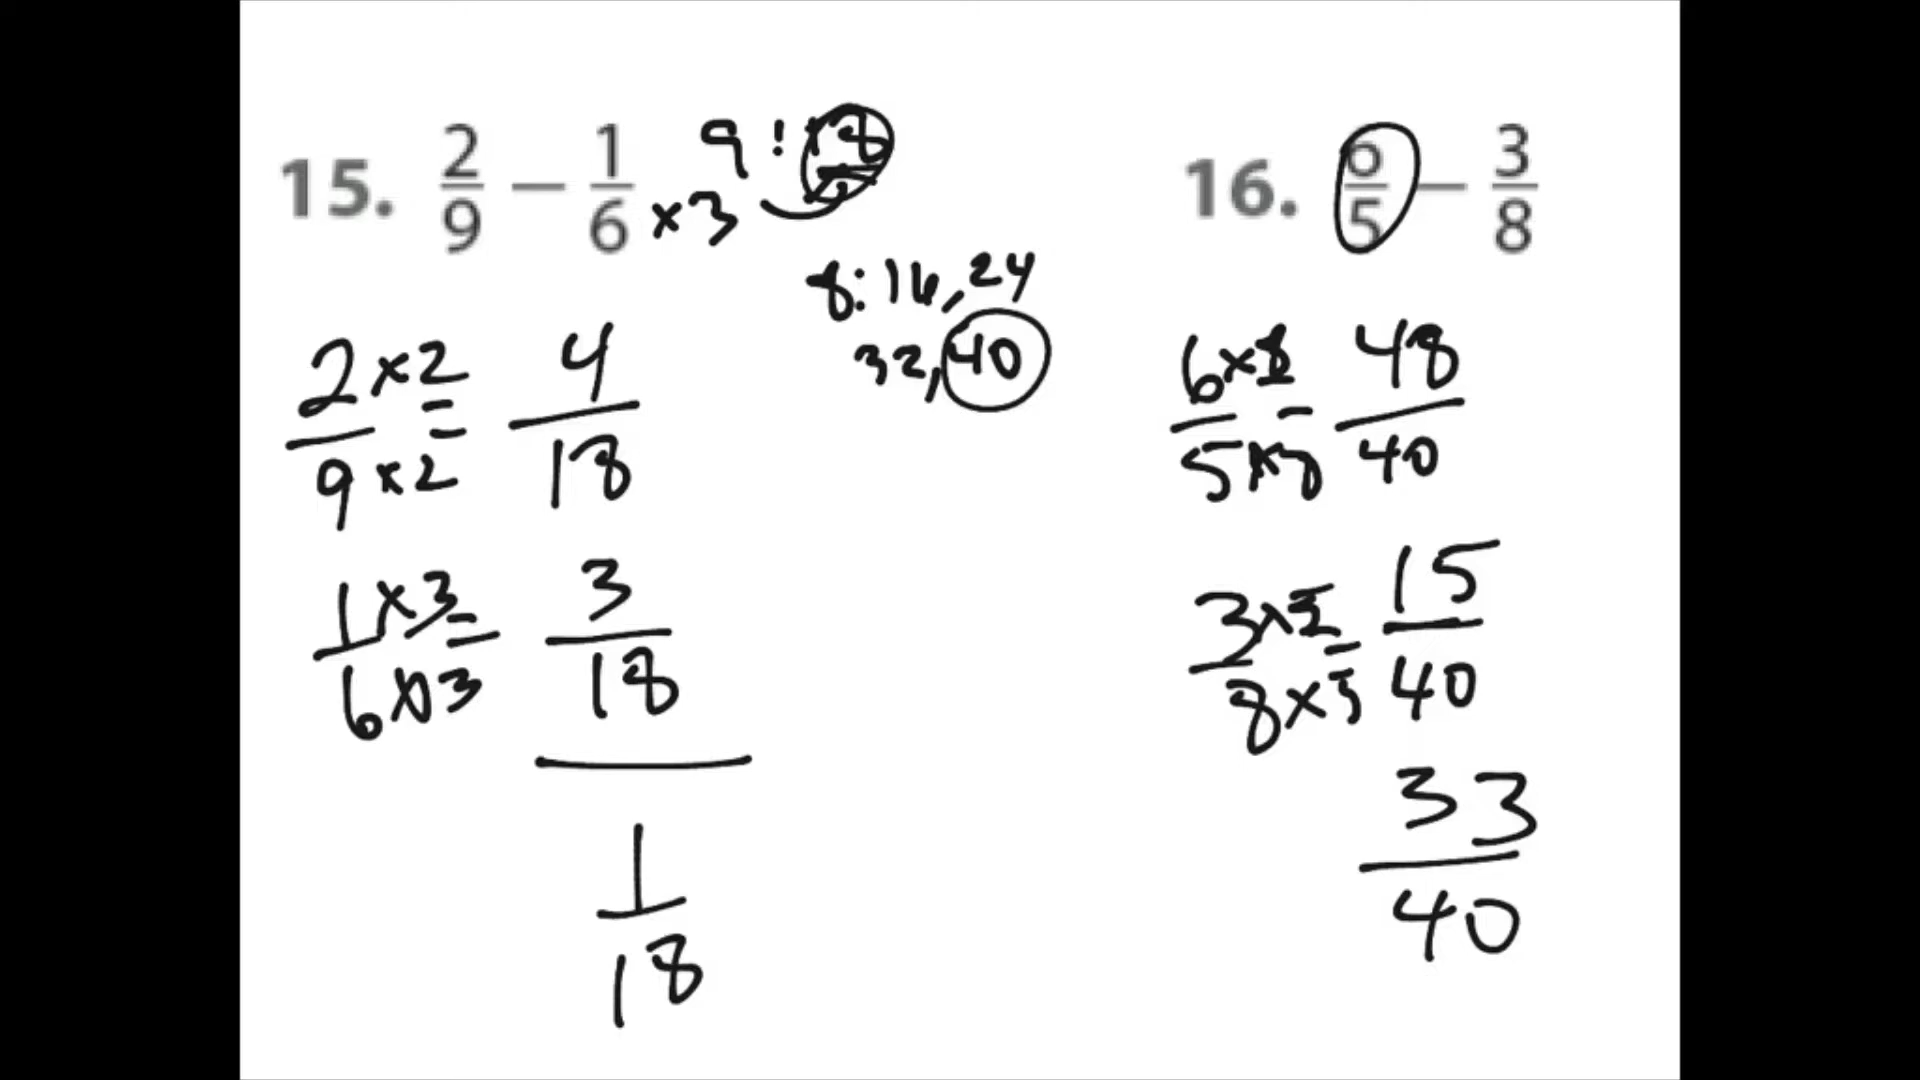 15. 2/9 − 1/6 ×3
9: 18
8: 16, 24
32, 40
2 ×2 / 9 ×2 = 4/18
1 ×3 / 6 ×3 = 3/18
1/18
16. 6/5 − 3/8
6×8 / 5×8 = 48/40
3×5 / 8×5 = 15/40
33/40